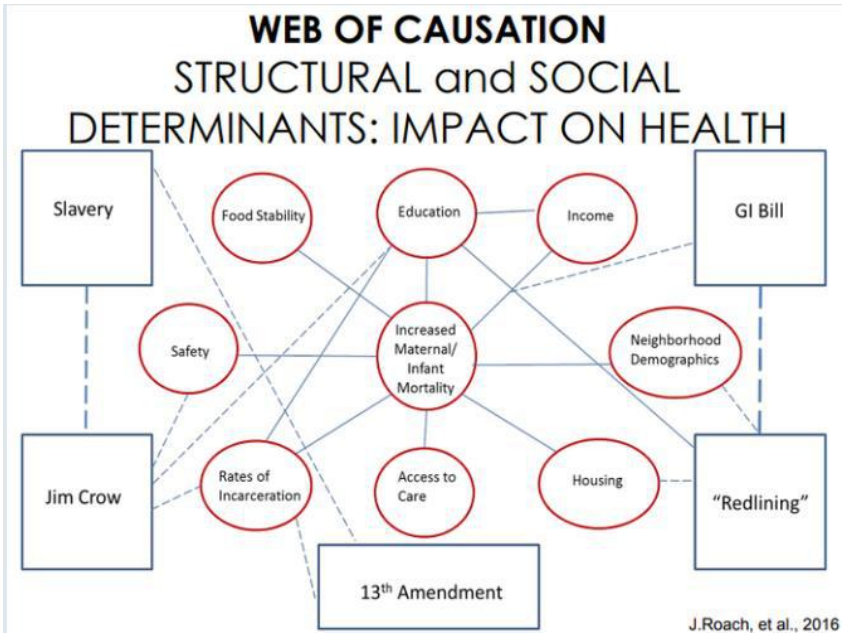 WEB OF CAUSATION
STRUCTURAL and SOCIAL
DETERMINANTS: IMPACT ON HEALTH
Slavery
Food Stability
Education
Income
GI Bill
Safety
Increased
Maternal/
Infant
Mortality
Neighborhood
Demographics
Jim Crow
Rates of
Incarceration
Access to
Care
Housing
“Redlining”
13th Amendment
J.Roach, et al., 2016